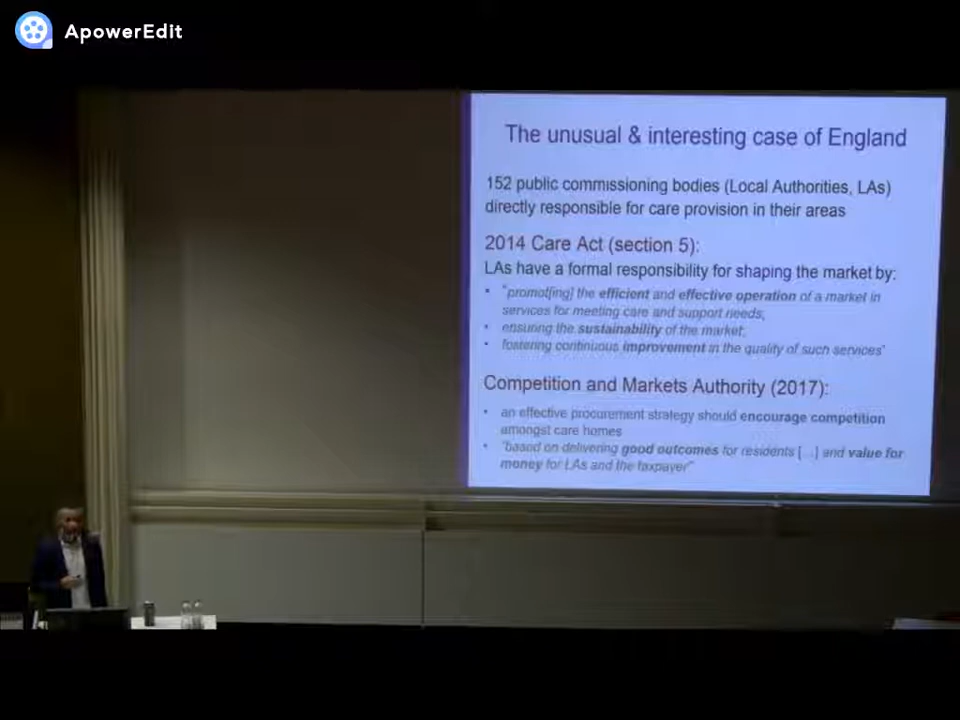 ApowerEdit
The unusual & interesting case of England
152 public commissioning bodies (Local Authorities, LAs)
directly responsible for care provision in their areas
2014 Care Act (section 5):
LAs have a formal responsibility for shaping the market by:
• "promot[ing] the efficient and effective operation of a market in
services for meeting care and support needs;
• ensuring the sustainability of the market;
• fostering continuous improvement in the quality of such services"
Competition and Markets Authority (2017):
• an effective procurement strategy should encourage competition
amongst care homes
• "based on delivering good outcomes for residents [...] and value for
money for LAs and the taxpayer"